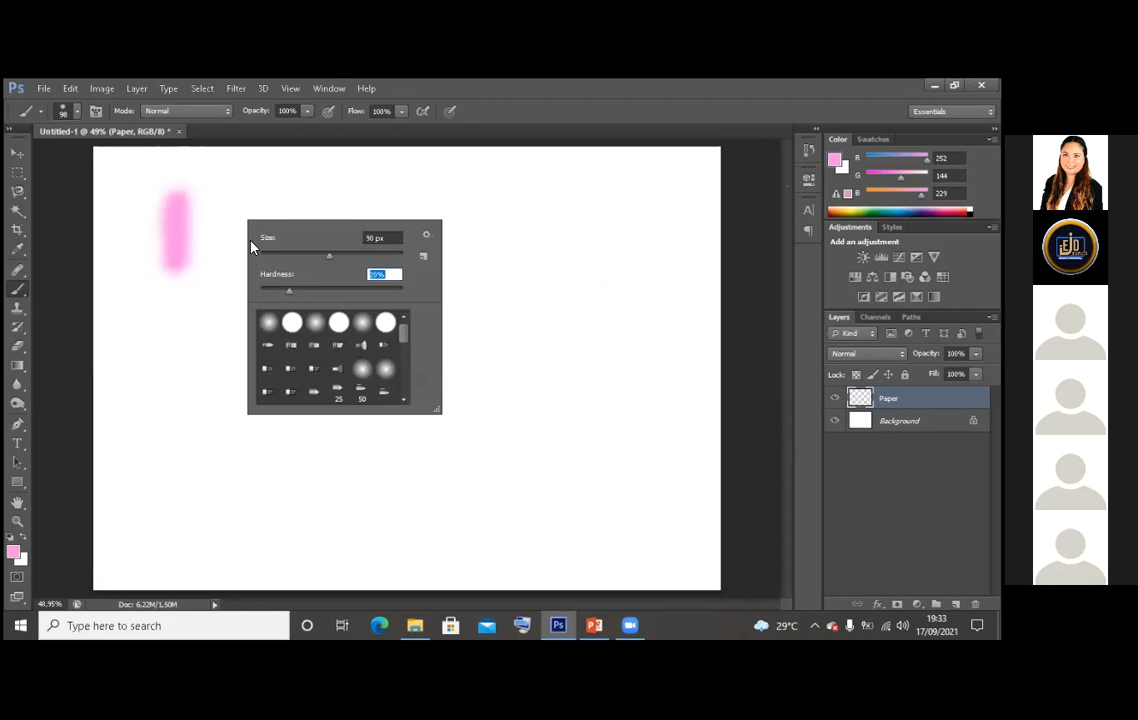 Ps File Edit Image Layer Type Select Filter 3D View Window Help
98 Mode: Normal Opacity: 100% Flow: 100% Essentials
Untitled-1 @ 49% (Paper, RGB/8) * ×
Color Swatches
R 252
G 144
B 229
Size: 98 px
Hardness: 20%
25 50
Adjustments Styles
Add an adjustment
Layers Channels Paths
Kind
Normal Opacity: 100%
Lock: Fill: 100%
Paper
Background
48,95% Doc: 6,22M/1,50M
Type here to search
29°C
19:33
17/09/2021